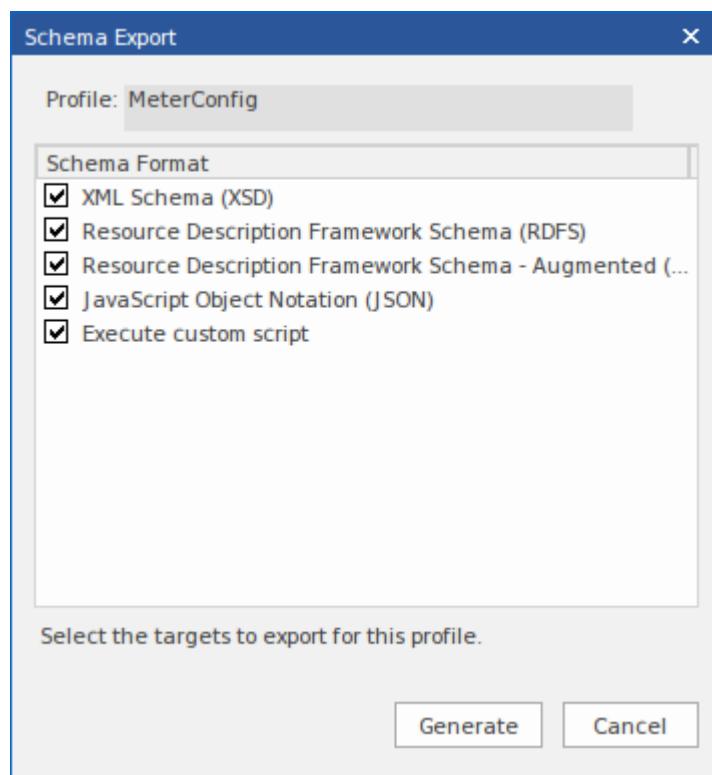 Schema Export
Profile: MeterConfig
Schema Format
XML Schema (XSD)
Resource Description Framework Schema (RDFS)
Resource Description Framework Schema - Augmented (...
JavaScript Object Notation (JSON)
Execute custom script
Select the targets to export for this profile.
Generate Cancel